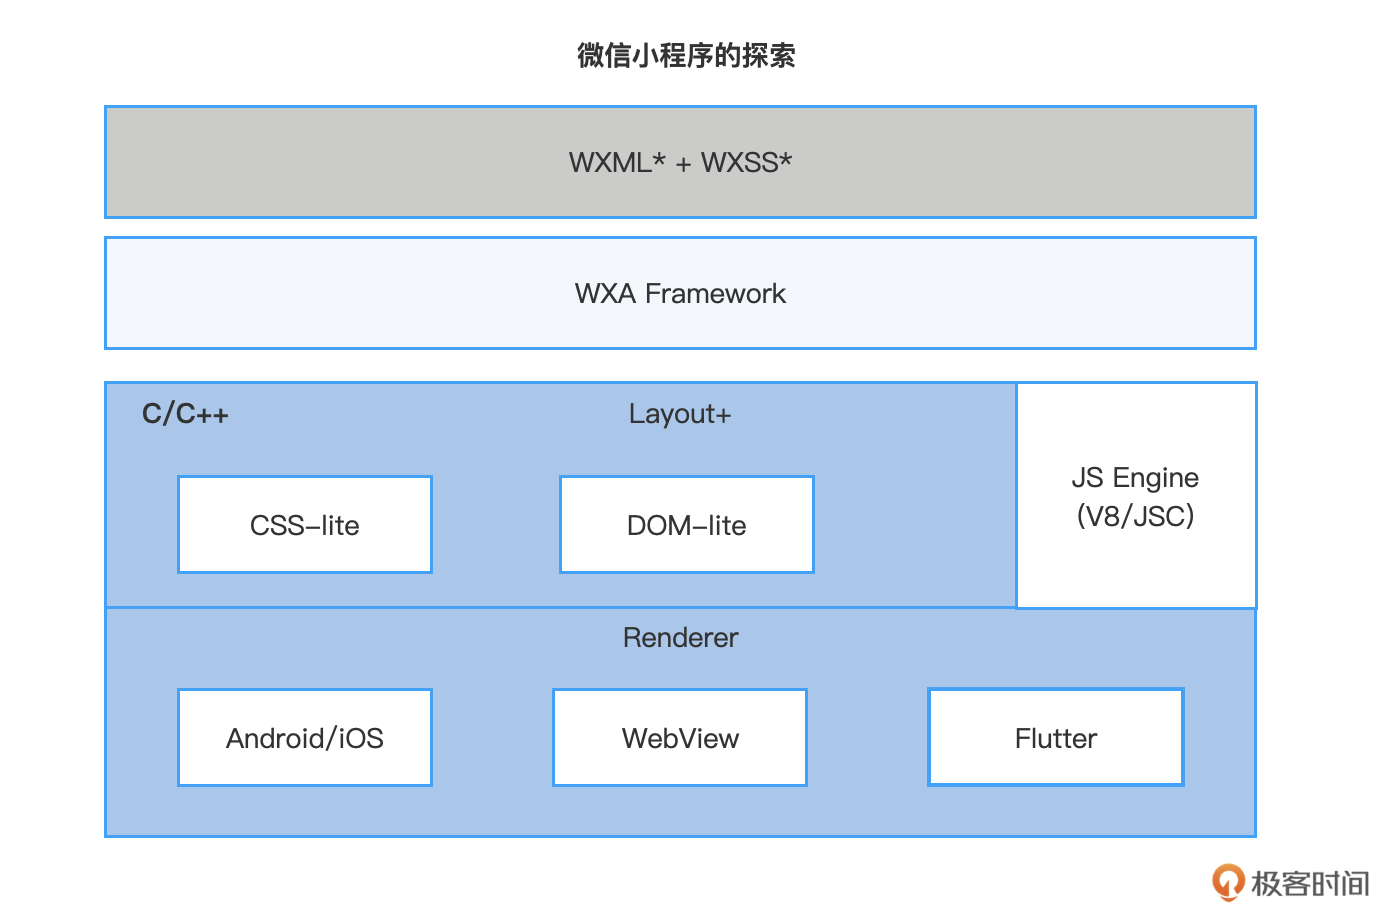 微信小程序的探索
WXML* + WXSS*
WXA Framework
C/C++
Layout+
JS Engine
(V8/JSC)
CSS-lite
DOM-lite
Renderer
Android/iOS
WebView
Flutter
极客时间